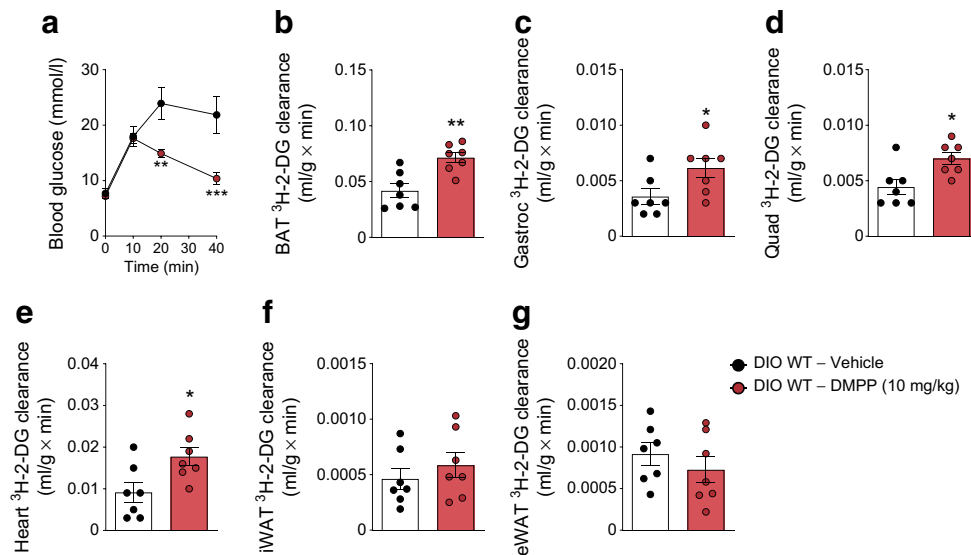 a
Blood glucose (mmol/l)
30
20
10
0
0 10 20 30 40
Time (min)
**
***
b
BAT ³H-2-DG clearance
(ml/g × min)
0.15
0.10
0.05
0
**
c
Gastroc ³H-2-DG clearance
(ml/g × min)
0.015
0.010
0.005
0
*
d
Quad ³H-2-DG clearance
(ml/g × min)
0.015
0.010
0.005
0
*
e
Heart ³H-2-DG clearance
(ml/g × min)
0.04
0.03
0.02
0.01
0
*
f
iWAT ³H-2-DG clearance
(ml/g × min)
0.0015
0.0010
0.0005
0
g
eWAT ³H-2-DG clearance
(ml/g × min)
0.0020
0.0015
0.0010
0.0005
0
DIO WT – Vehicle
DIO WT – DMPP (10 mg/kg)